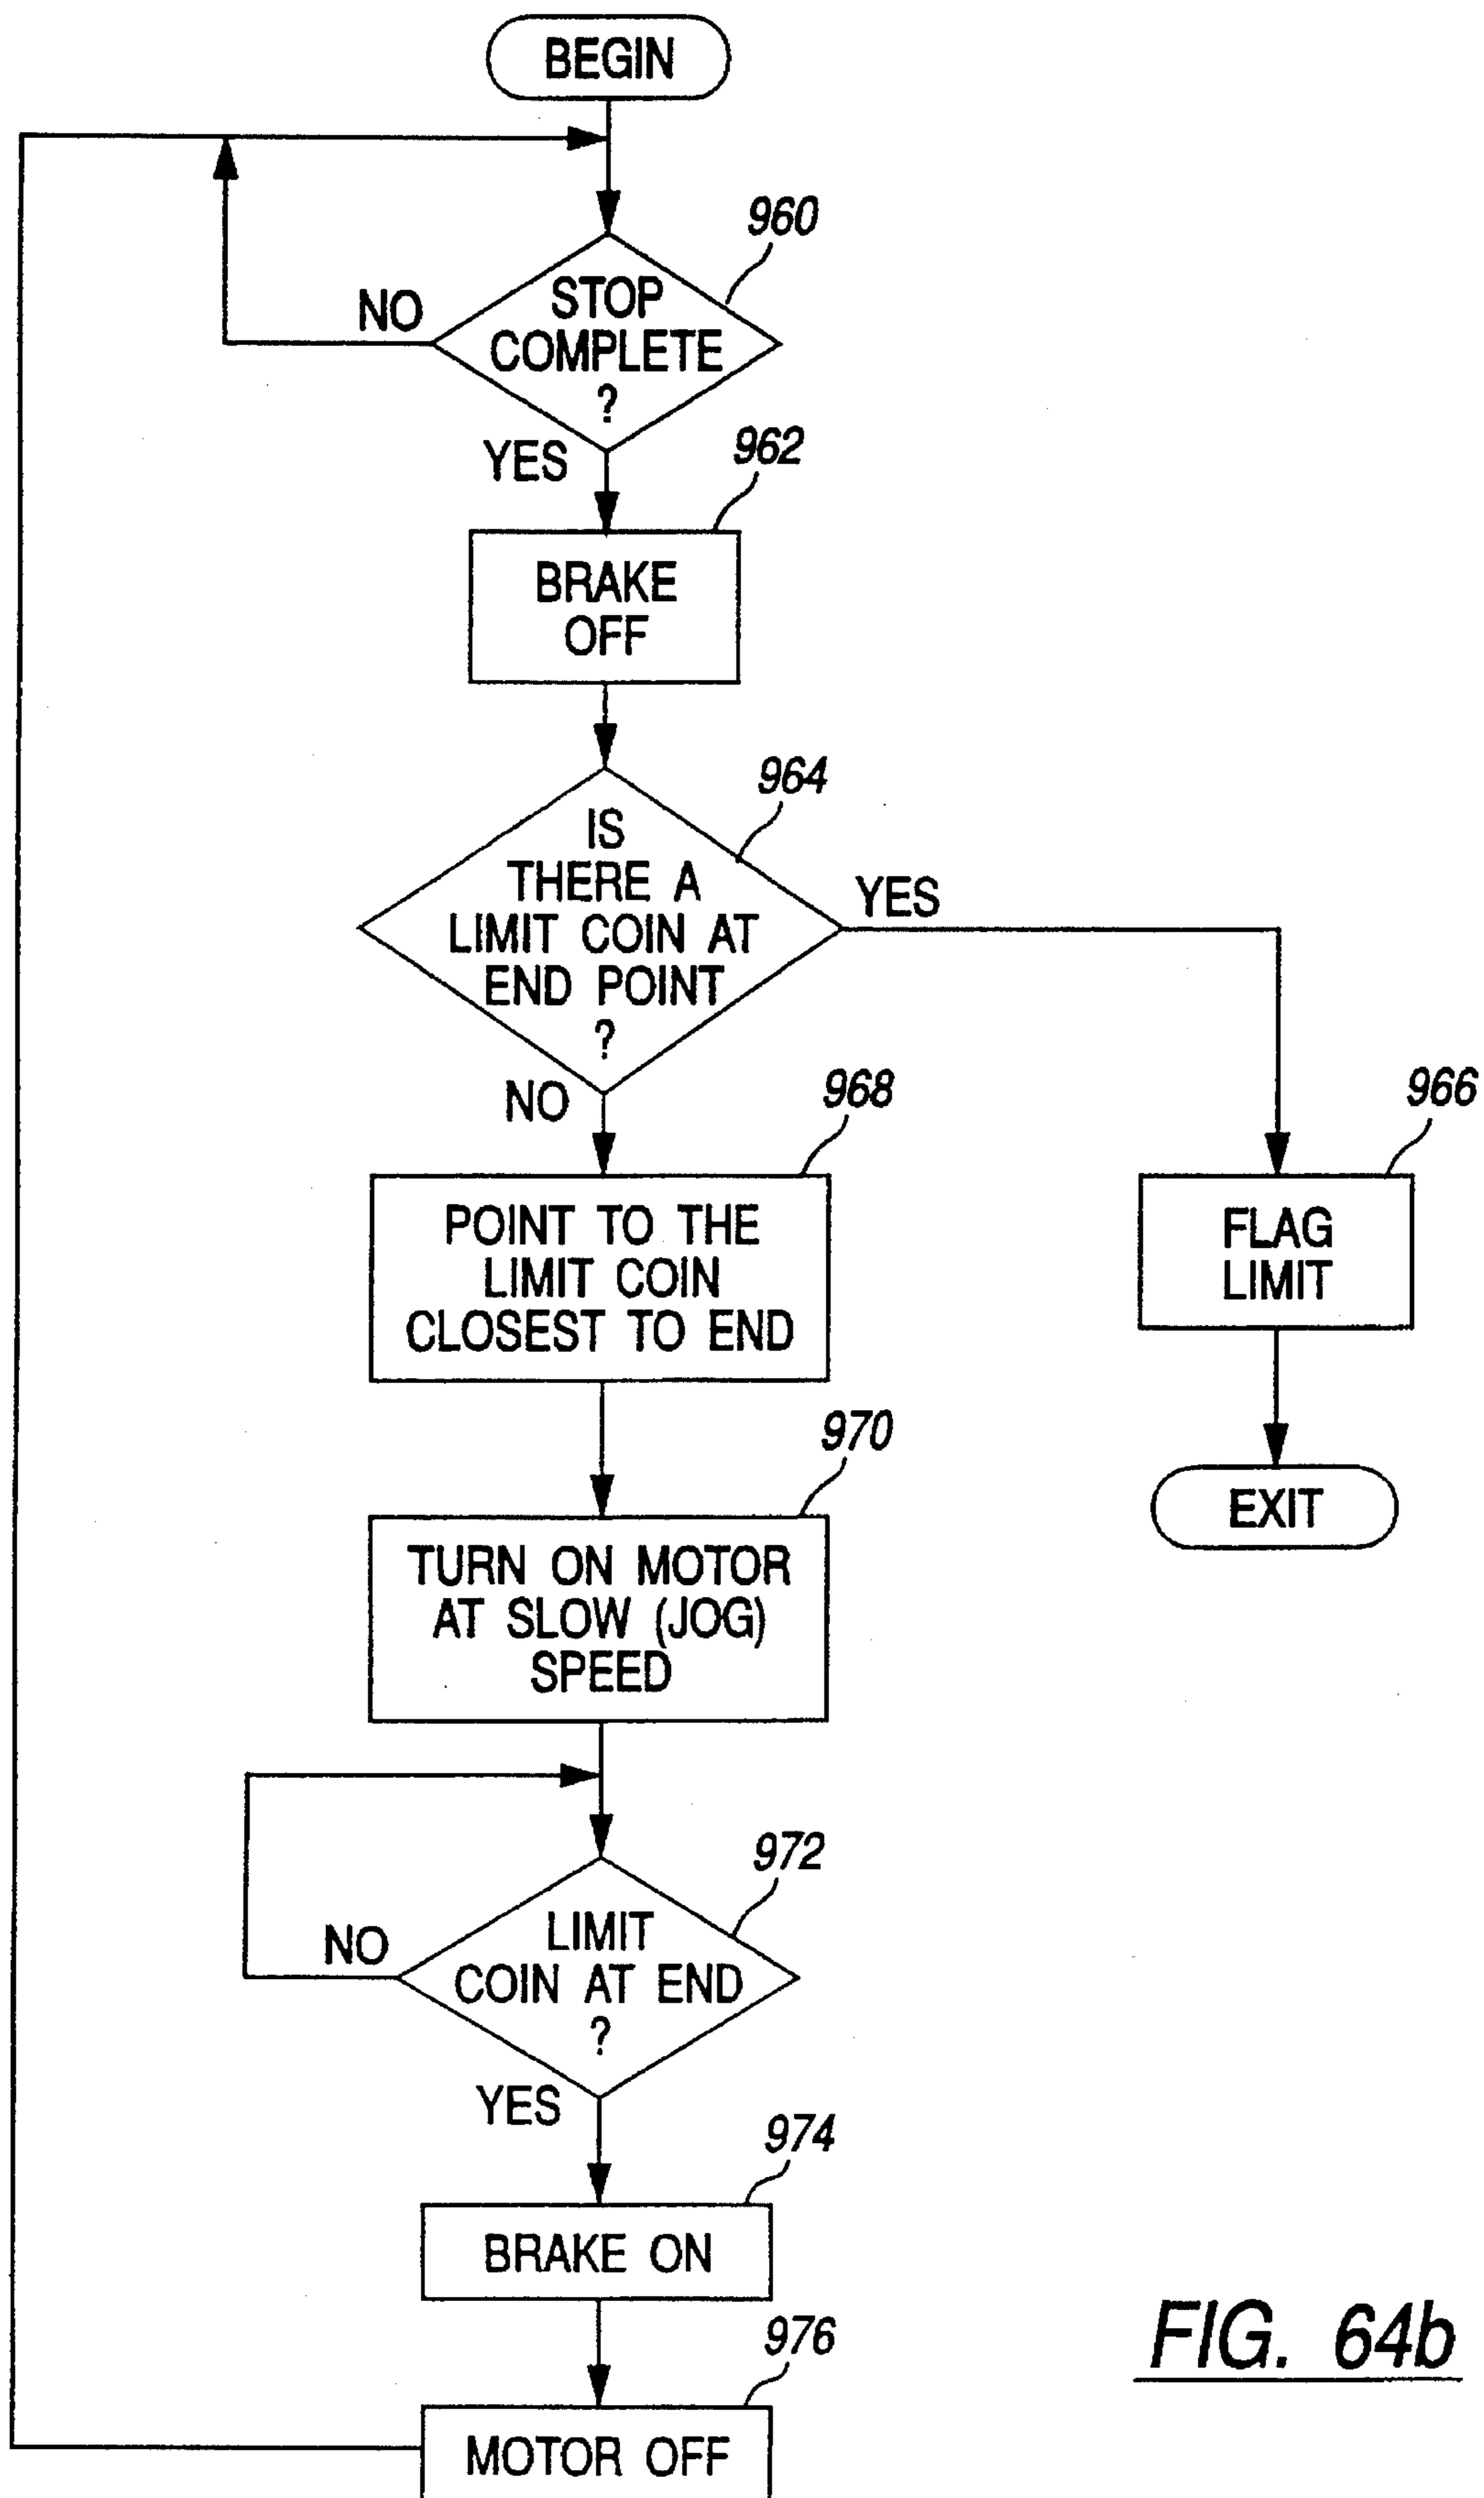 BEGIN
960
STOP
COMPLETE
?
NO
YES
962
BRAKE
OFF
964
IS
THERE A
LIMIT COIN AT
END POINT
?
YES
NO
968
POINT TO THE
LIMIT COIN
CLOSEST TO END
966
FLAG
LIMIT
970
TURN ON MOTOR
AT SLOW (JOG)
SPEED
EXIT
972
LIMIT
COIN AT END
?
NO
YES
974
BRAKE ON
976
MOTOR OFF
FIG. 64b